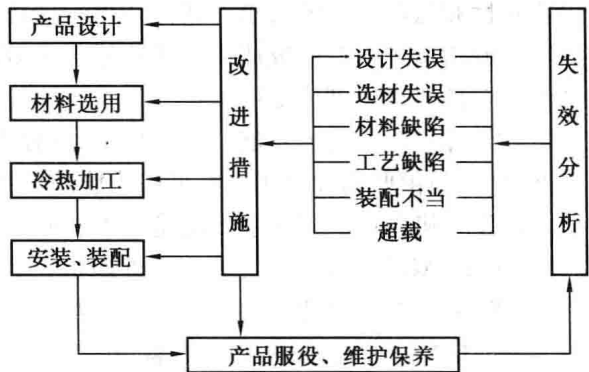 产品设计
材料选用
冷热加工
安装、装配
改进措施
设计失误
选材失误
材料缺陷
工艺缺陷
装配不当
超载
失效分析
产品服役、维护保养